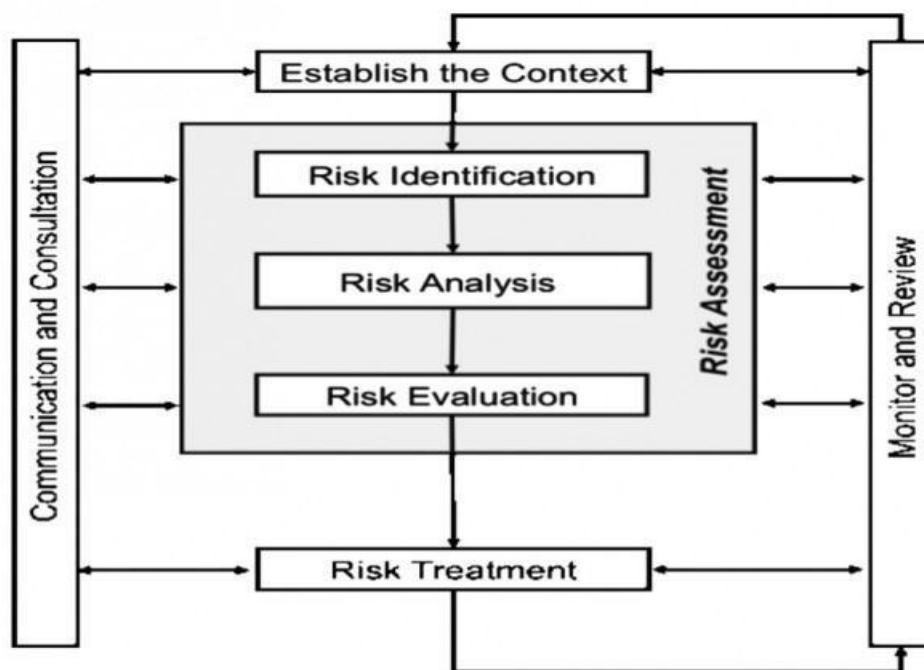 Establish the Context
Communication and Consultation
Risk Identification
Risk Analysis
Risk Evaluation
Risk Assessment
Monitor and Review
Risk Treatment